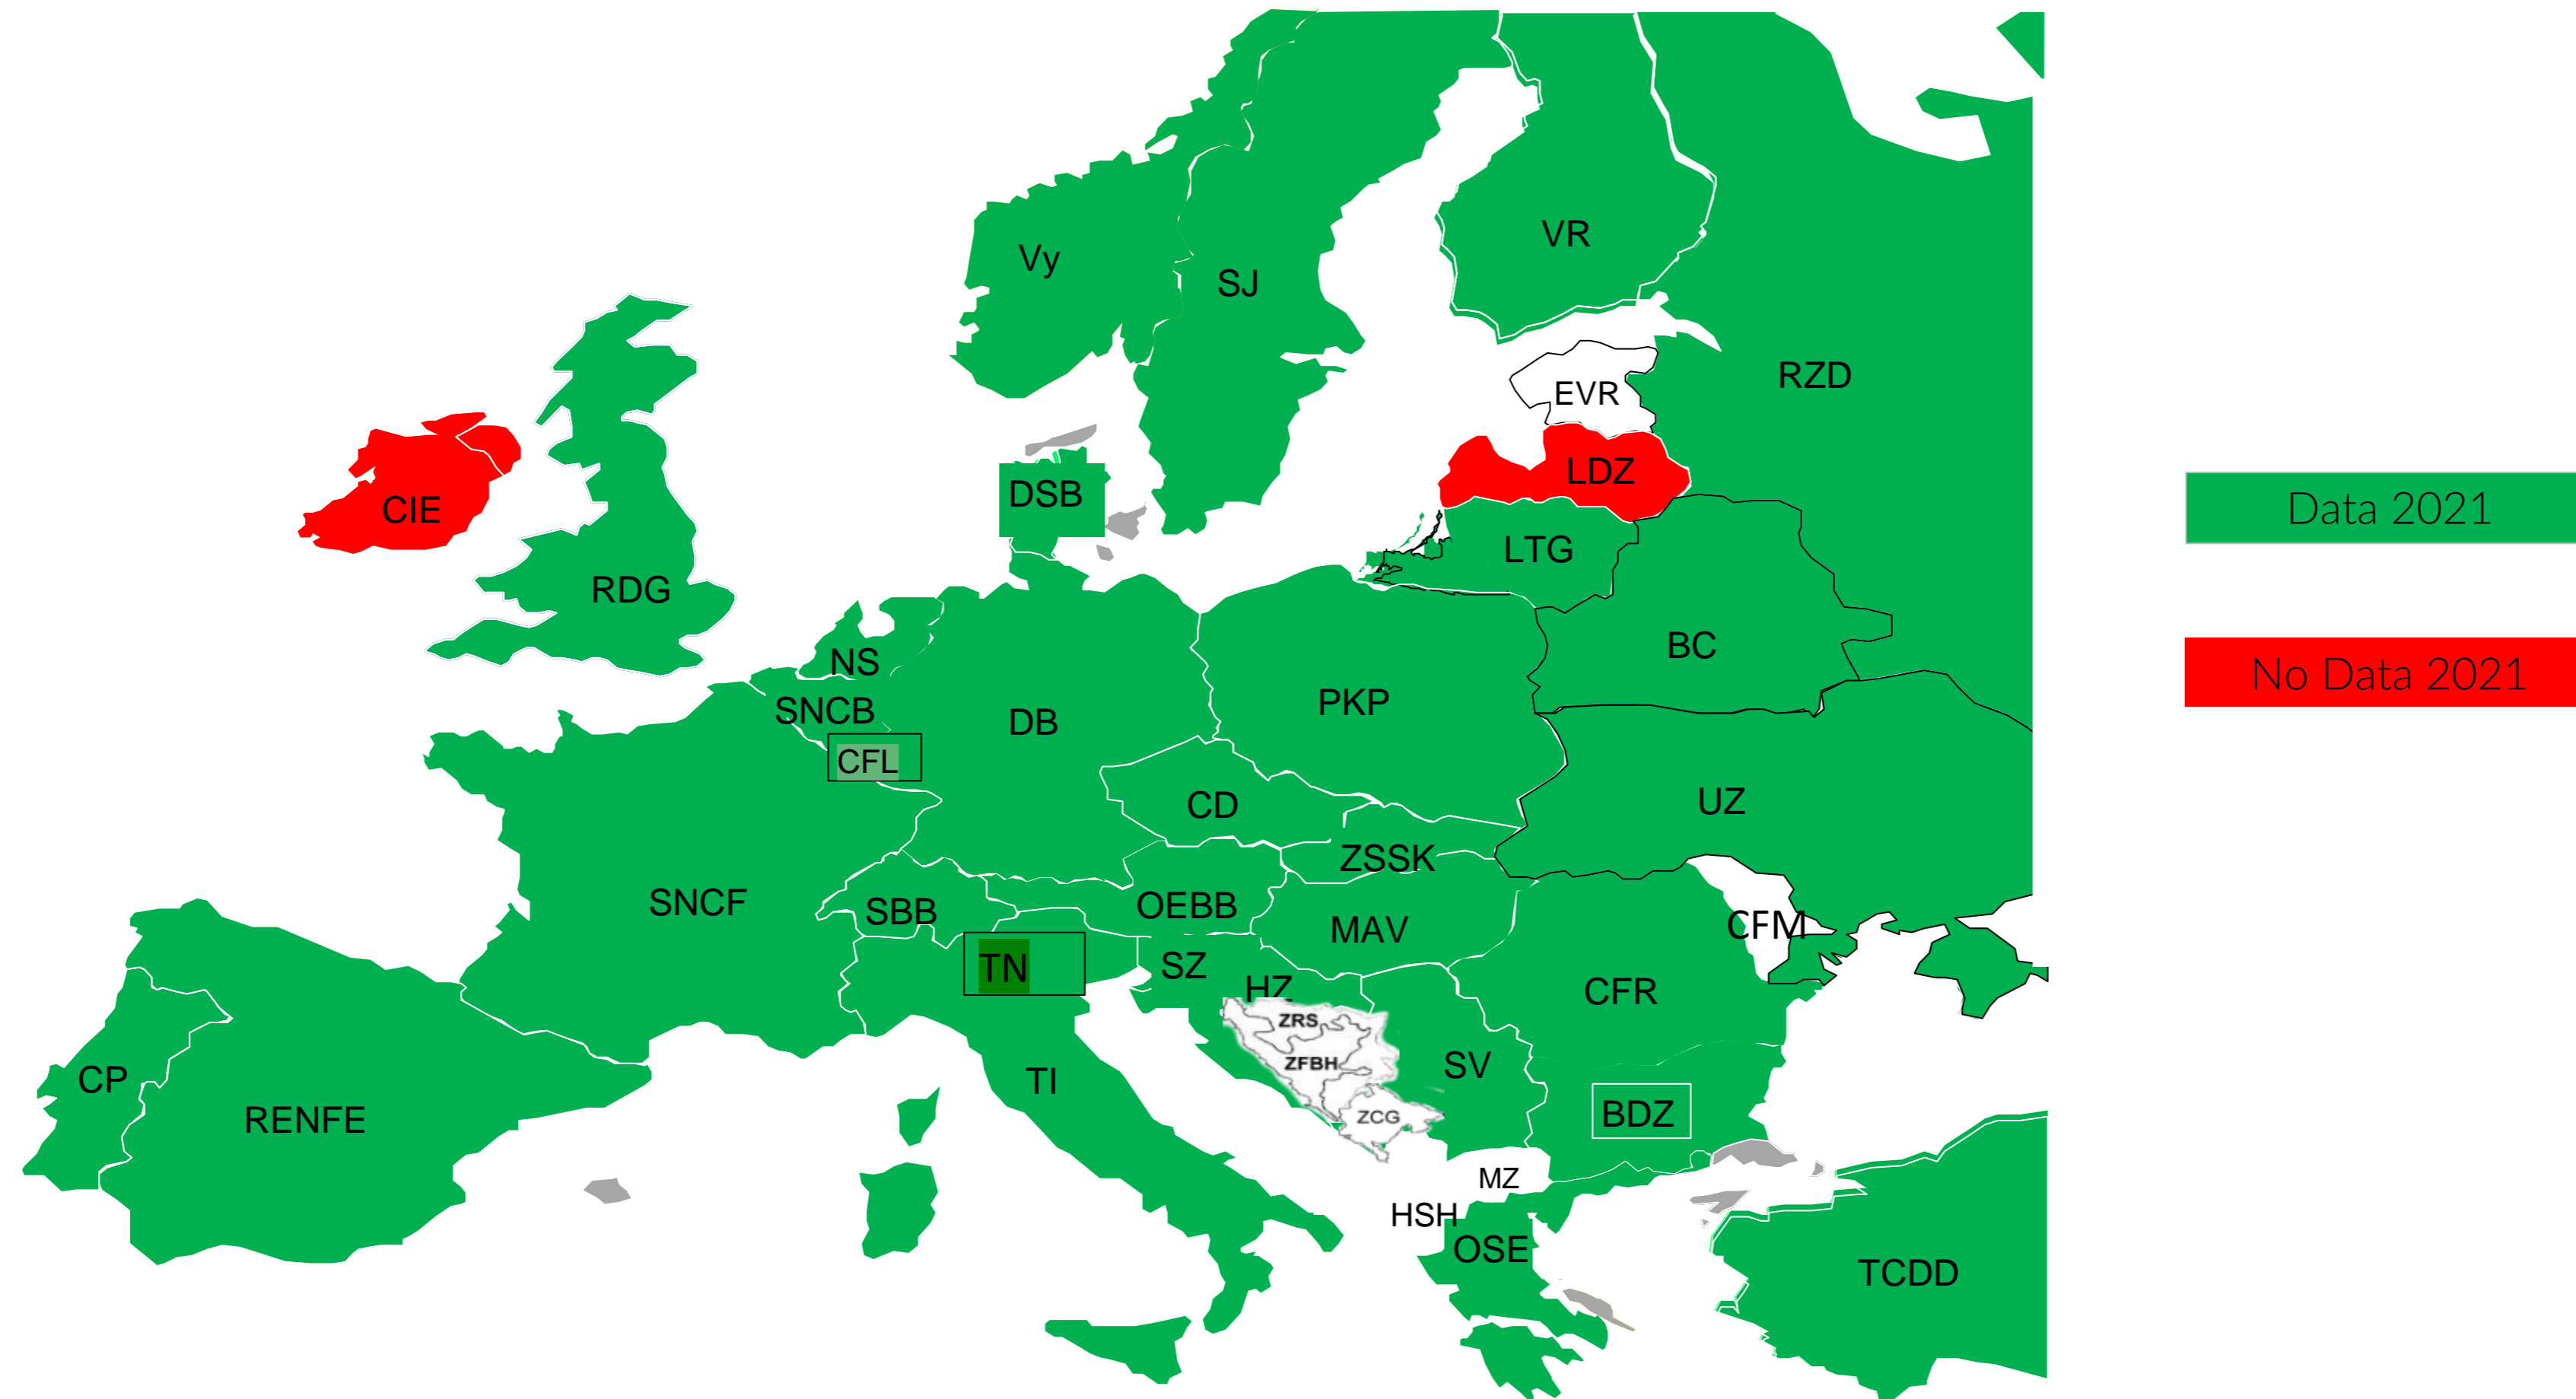 VR
Vy
SJ
RZD
EVR
LDZ
DSB
CIE
Data 2021
LTG
RDG
BC
NS
No Data 2021
SNCB
PKP
DB
CFL
CD
UZ
ZSSK
SNCF
OEBB
SBB
CFM
MAV
TN
SZ
HZ
CFR
ZRS
ZFBH
SV
TI
CP
RENFE
ZCG
BDZ
MZ
HSH
OSE
TCDD